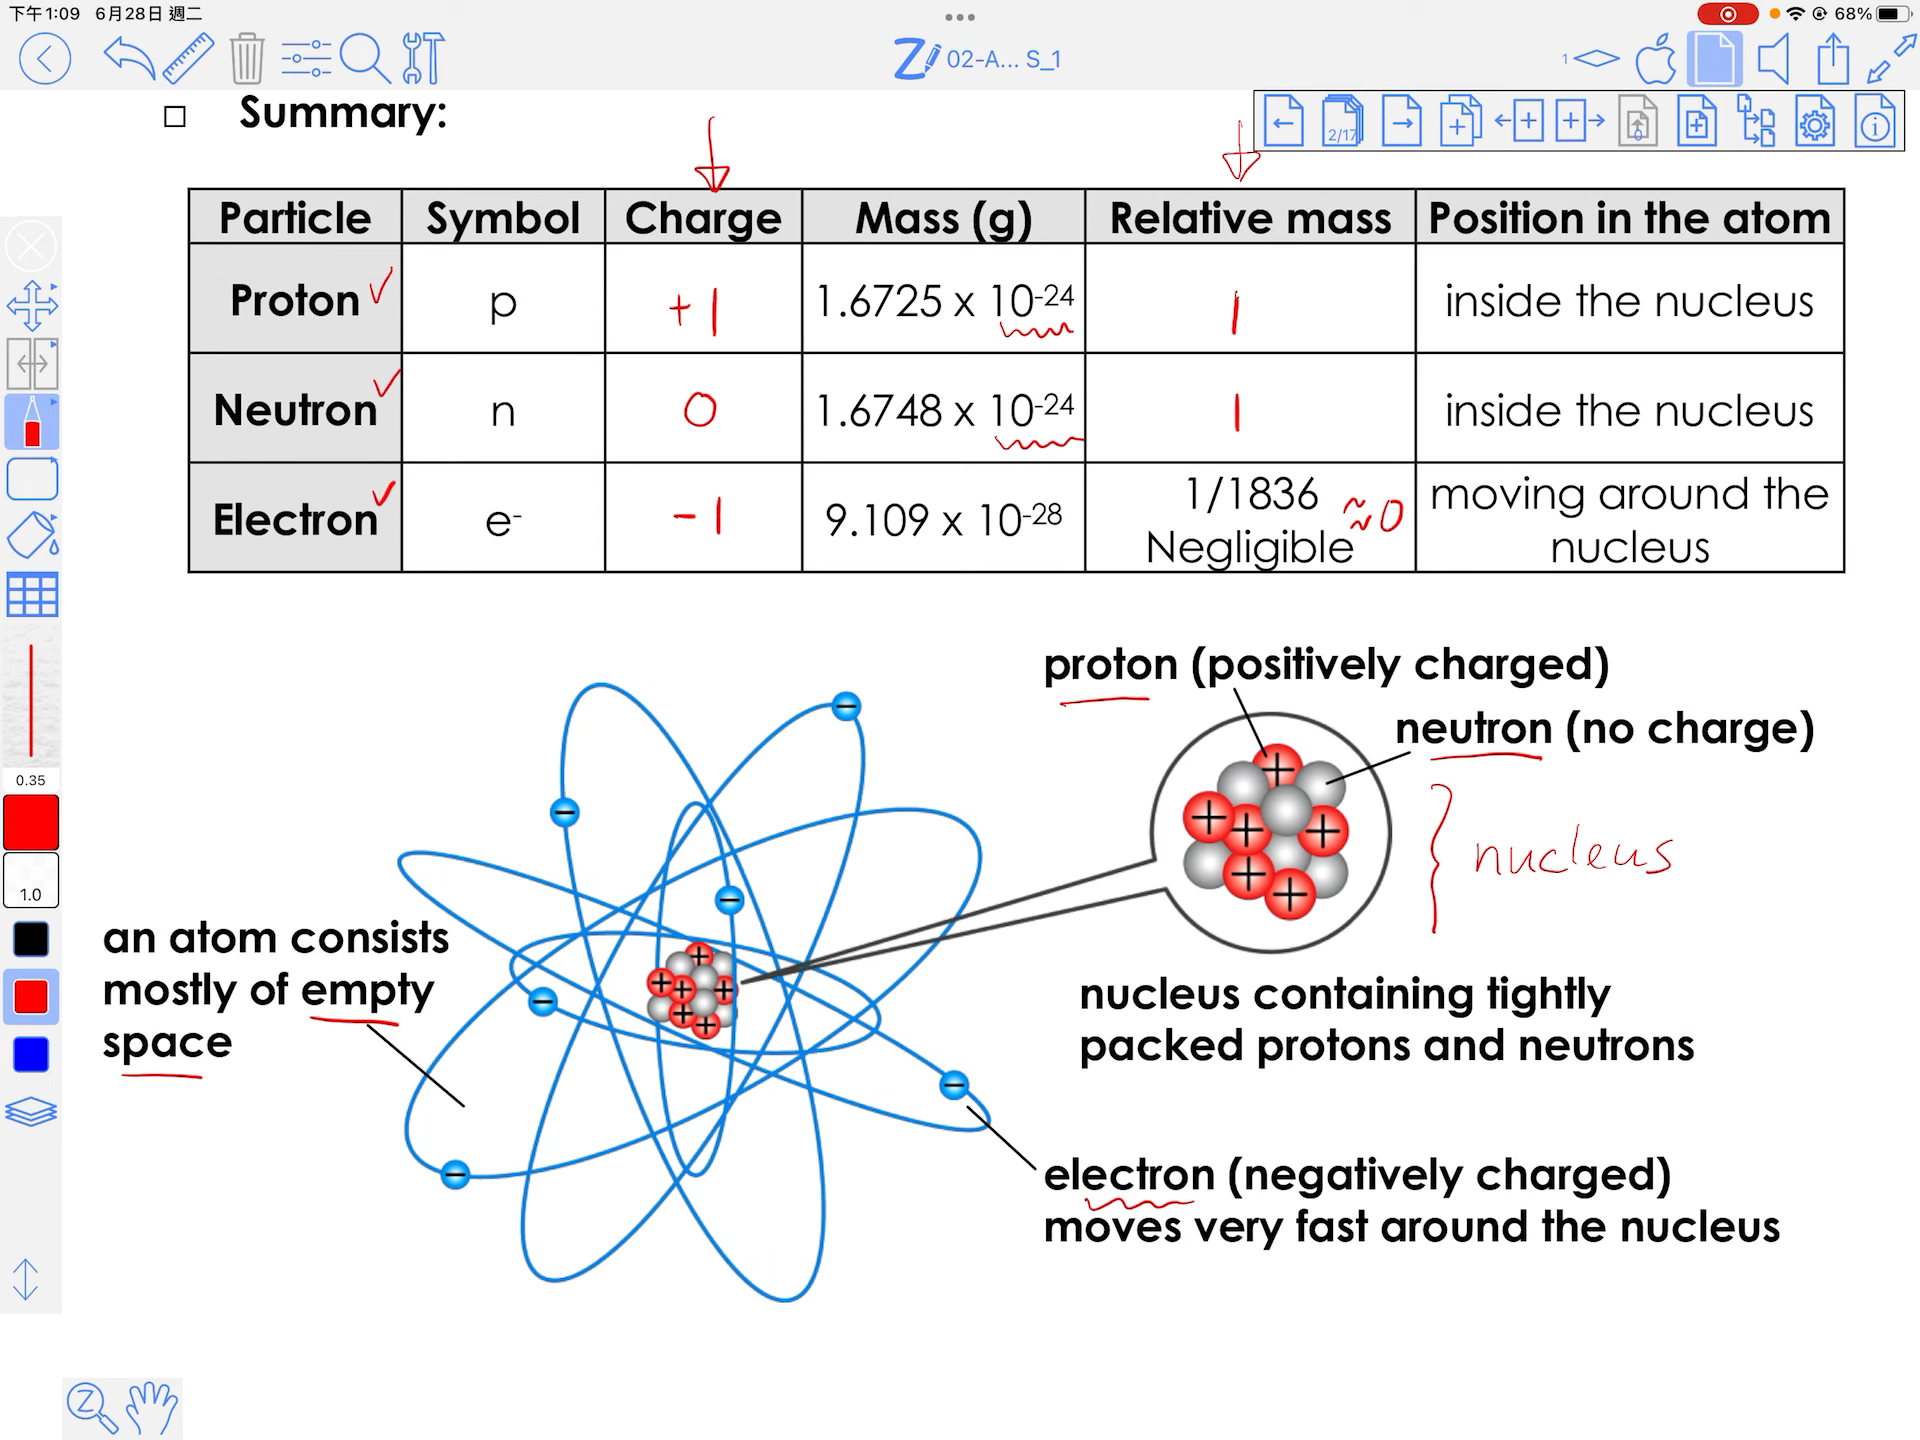 下午1:09 6月28日 週二
68%
02-A... S_1
1
2/17
0
□ Summary:
Particle Symbol Charge Mass (g) Relative mass Position in the atom
Proton ✓ p +1 1.6725 x 10-24 1 inside the nucleus
Neutron ✓ n 0 1.6748 x 10-24 1 inside the nucleus
Electron ✓ e- -1 9.109 x 10-28 1/1836 Negligible ≈0 moving around the nucleus
0.35
1.0
proton (positively charged)
neutron (no charge)
nucleus
an atom consists
mostly of empty
space
nucleus containing tightly
packed protons and neutrons
electron (negatively charged)
moves very fast around the nucleus